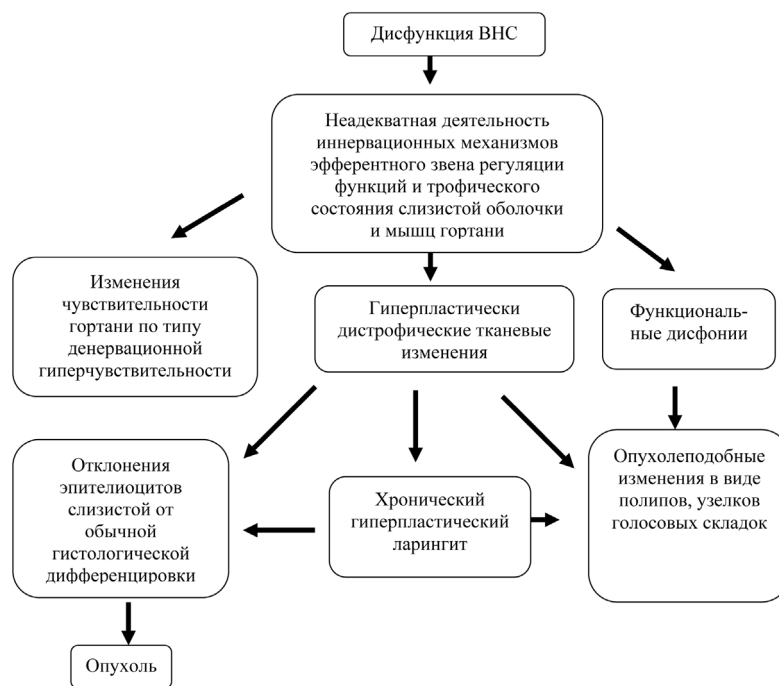 Дисфункция ВНС
Неадекватная деятельность
иннервационных механизмов
эфферентного звена регуляции
функций и трофического
состояния слизистой оболочки
и мышц гортани
Изменения
чувствительности
гортани по типу
денервационной
гиперчувствительности
Гиперпластически
дистрофические тканевые
изменения
Функциональ-
ные дисфонии
Отклонения
эпителиоцитов
слизистой от
обычной
гистологической
дифференцировки
Хронический
гиперпластический
ларингит
Опухолеподобные
изменения в виде
полипов, узелков
голосовых складок
Опухоль